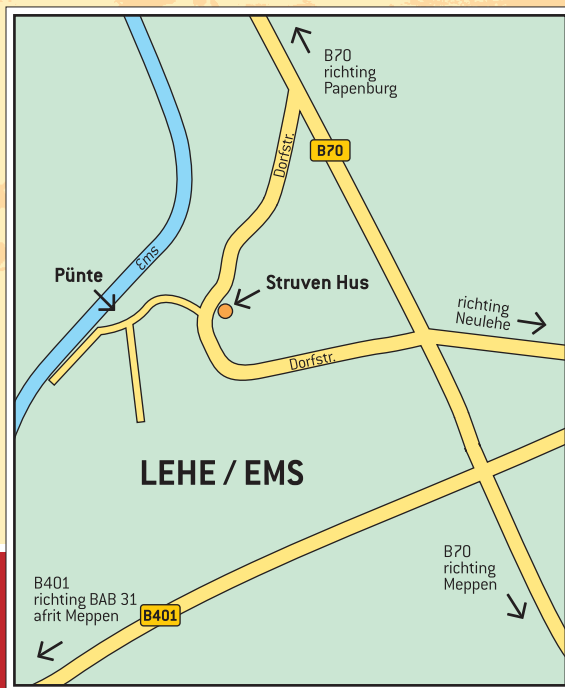 B70
richting
Papenburg
Dorfstr.
B70
Ems
Pünte
Struven Hus
richting
Neulehe
Dorfstr.
LEHE / EMS
B70
richting
Meppen
B401
richting BAB 31
afrit Meppen
B401